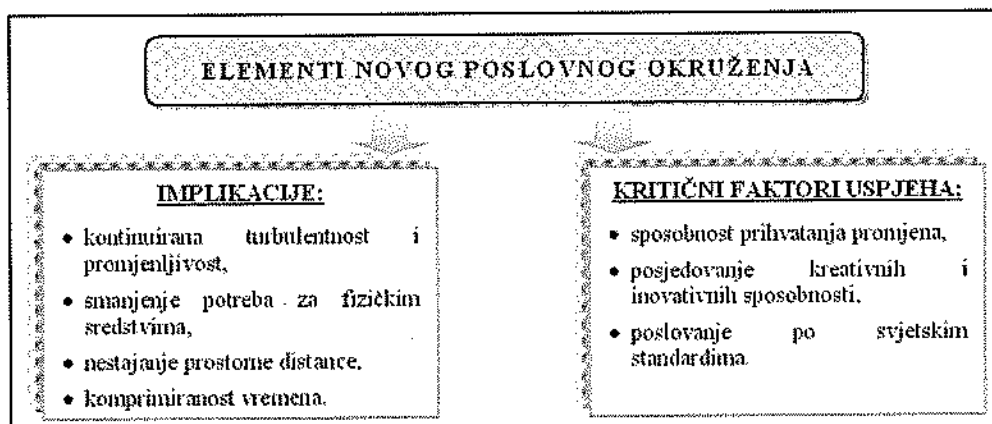 ELEMENTI NOVOG POSLOVNOG OKRUŽENJA
IMPLIKACIJE:
• kontinuirana turbulentnost i
promjenljivost,
• smanjenje potreba za fizičkim
sredstvima,
• nestajanje prostorne distance,
• komprimiranost vremena.
KRITIČNI FAKTORI USPJEHA:
• sposobnost prihvatanja promjena,
• posjedovanje kreativnih i
inovativnih sposobnosti,
• poslovanje po svjetskim
standardima.